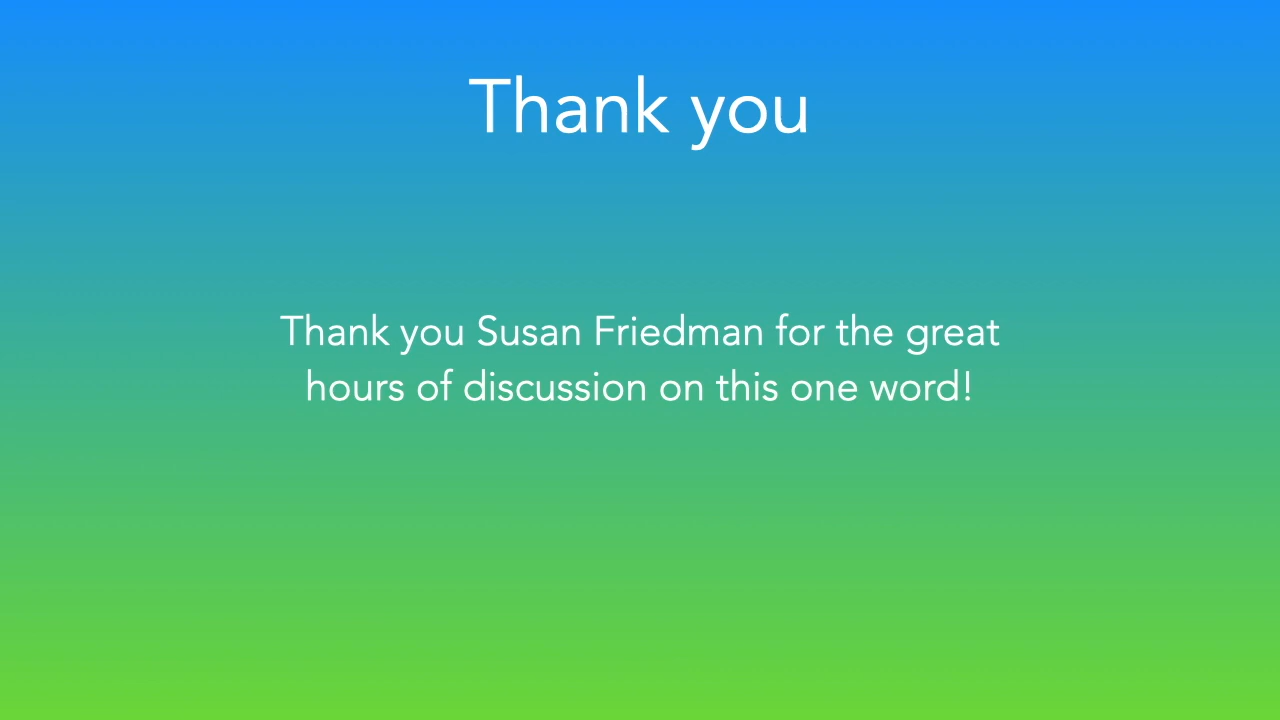 Thank you
Thank you Susan Friedman for the great
hours of discussion on this one word!